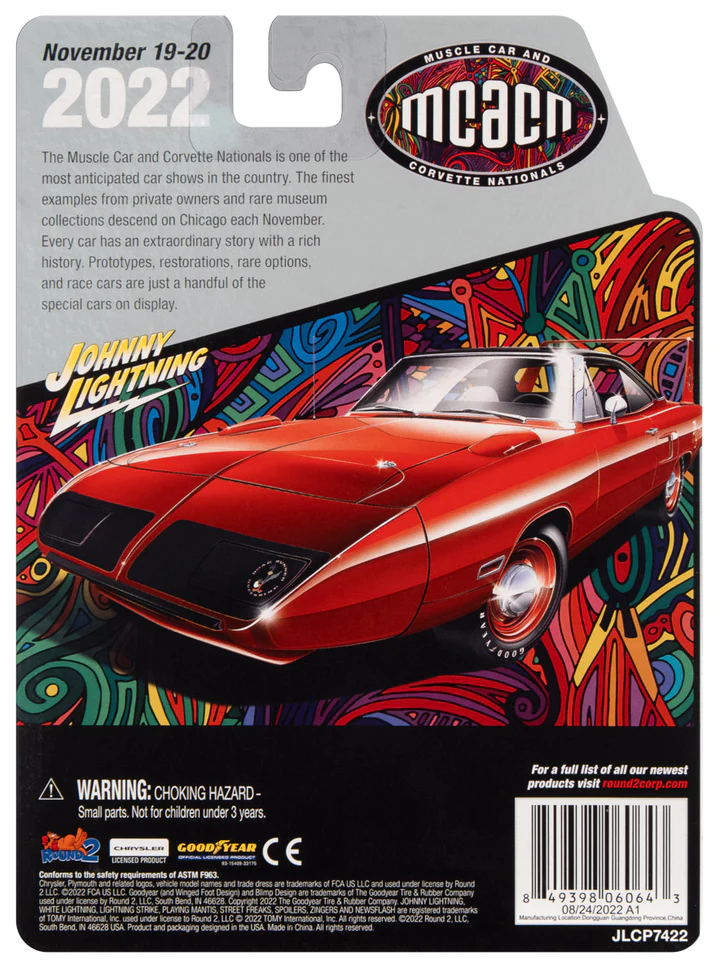 November 19-20
2022
MUSCLE CAR AND
mcacn
CORVETTE NATIONALS
The Muscle Car and Corvette Nationals is one of the
most anticipated car shows in the country. The finest
examples from private owners and rare museum
collections descend on Chicago each November.
Every car has an extraordinary story with a rich
history. Prototypes, restorations, rare options,
and race cars are just a handful of the
special cars on display.
JOHNNY
LIGHTNING
GOODYEAR
WARNING: CHOKING HAZARD -
Small parts. Not for children under 3 years.
For a full list of all our newest
products visit round2corp.com
ROUND 2
CHRYSLER
LICENSED PRODUCT
GOODYEAR
OFFICIAL LICENSED PRODUCT
CE
Conforms to the safety requirements of ASTM F963.
Chrysler, Plymouth and related logos, vehicle model names and trade dress are trademarks of FCA US LLC and used under license by Round
2 LLC. ©2022 FCA US LLC. Goodyear (and Winged Foot Design) and Blimp Design are trademarks of The Goodyear Tire & Rubber Company
used under license by Round 2, LLC, South Bend, IN 46628. Copyright 2022 The Goodyear Tire & Rubber Company. JOHNNY LIGHTNING,
WHITE LIGHTNING, LIGHTNING STRIKE, PLAYING MANTIS, STREET FREAKS, SPOILERS, ZINGERS AND NEWSFLASH are registered trademarks
of TOMY International, Inc. used under license to Round 2, LLC © 2022 TOMY International, Inc. All rights reserved. ©2022 Round 2, LLC,
South Bend, IN 46628 USA. Product and packaging designed in the USA. Made in China. All rights reserved.
8 49398 06064 3
08/24/2022 A1
Manufacturing Location:Dongguan Guangdong Province,China
JLCP7422